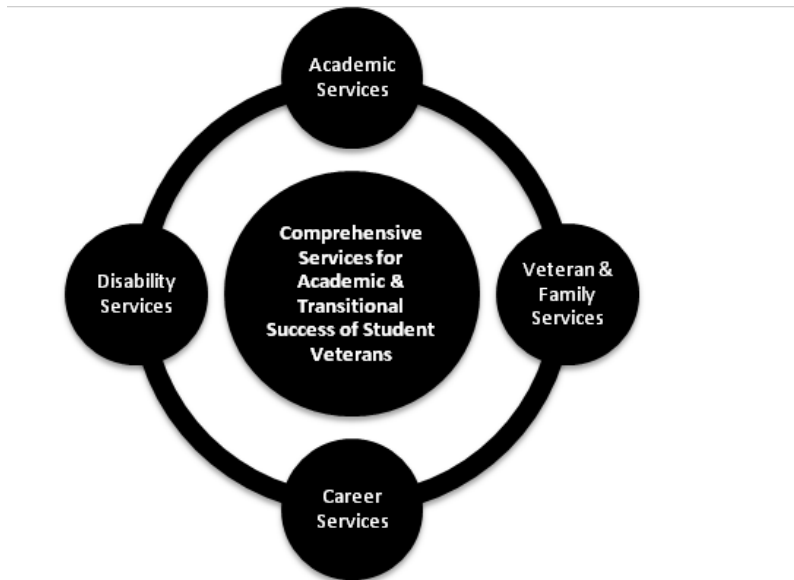 Academic
Services
Comprehensive
Services for
Academic &
Transitional
Success of Student
Veterans
Disability
Services
Veteran &
Family
Services
Career
Services